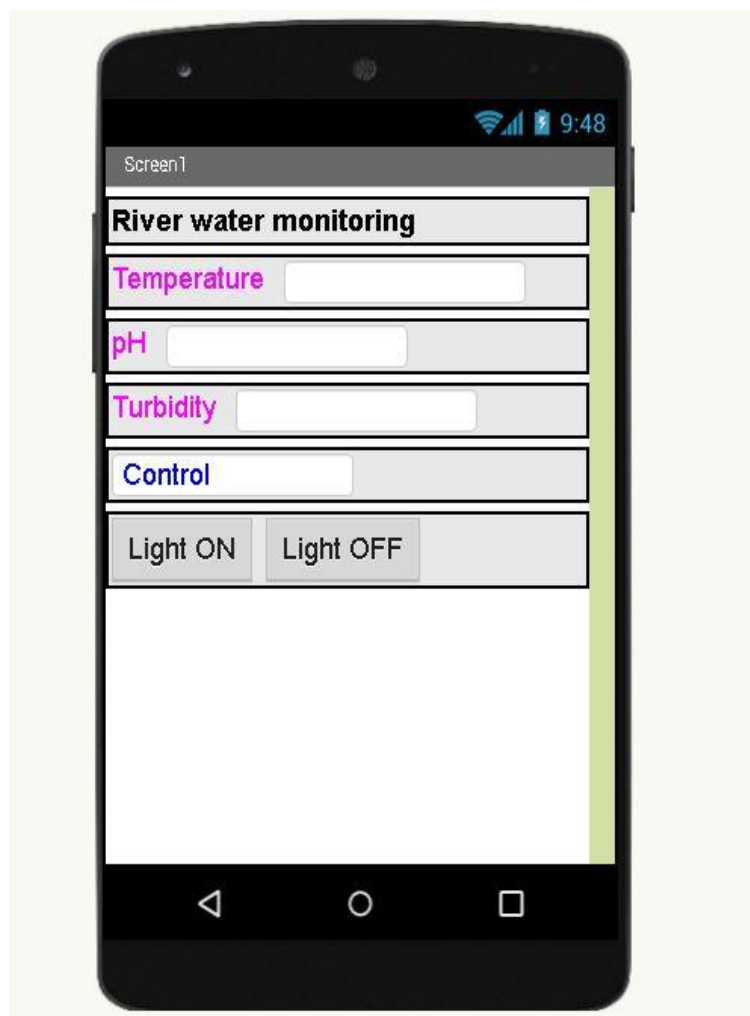 9:48
Screen1
River water monitoring
Temperature
pH
Turbidity
Control
Light ON Light OFF